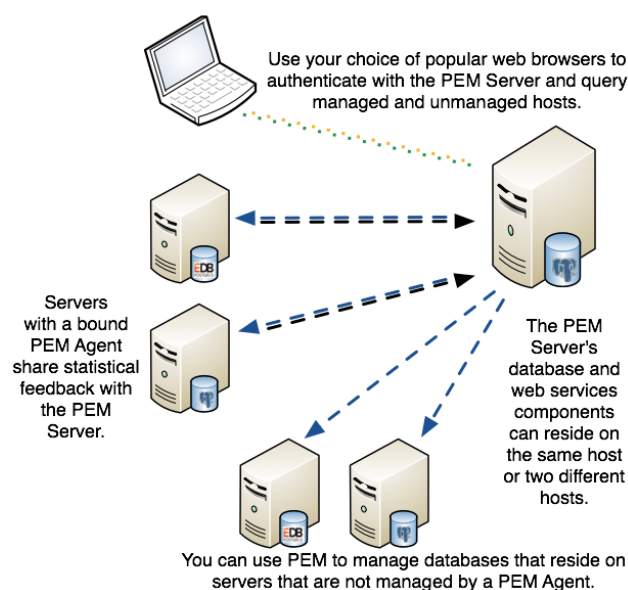 Use your choice of popular web browsers to
authenticate with the PEM Server and query
managed and unmanaged hosts.
EDB
Servers
with a bound
PEM Agent
share statistical
feedback with
the PEM
Server.
The PEM
Server's
database and
web services
components
can reside on
the same host
or two different
hosts.
EDB
You can use PEM to manage databases that reside on
servers that are not managed by a PEM Agent.